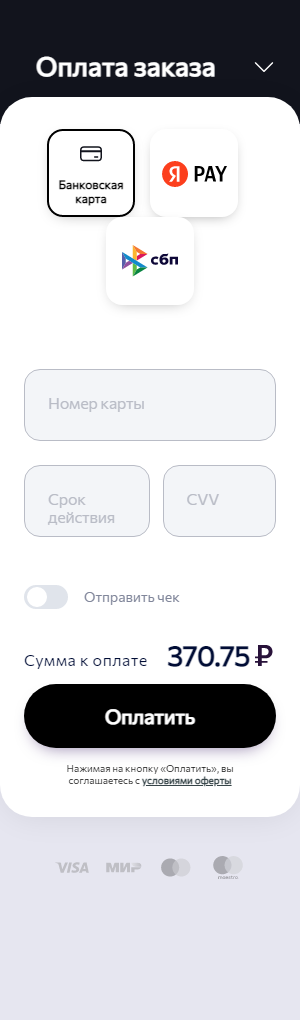 Оплата заказа
Банковская
карта
Я PAY
сбп
Номер карты
Срок
действия
CVV
Отправить чек
Сумма к оплате
370.75 ₽
Оплатить
Нажимая на кнопку «Оплатить», вы
соглашаетесь с условиями оферты
VISA
МИР
maestro